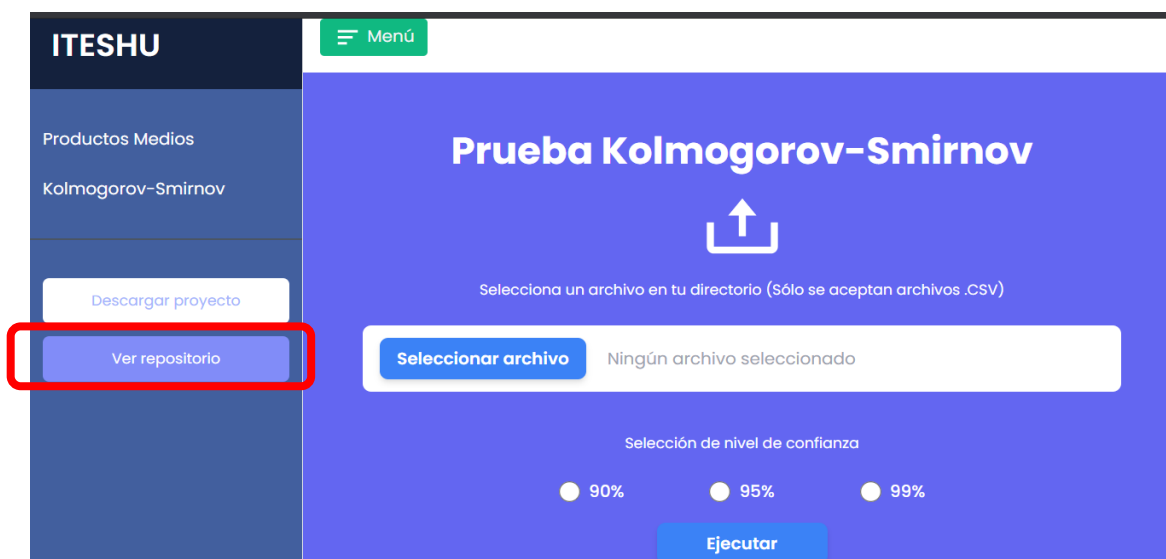 ITESHU
Menú
Productos Medios
Kolmogorov-Smirnov
Descargar proyecto
Ver repositorio
Prueba Kolmogorov-Smirnov
Selecciona un archivo en tu directorio (Sólo se aceptan archivos .CSV)
Seleccionar archivo Ningún archivo seleccionado
Selección de nivel de confianza
90% 95% 99%
Ejecutar